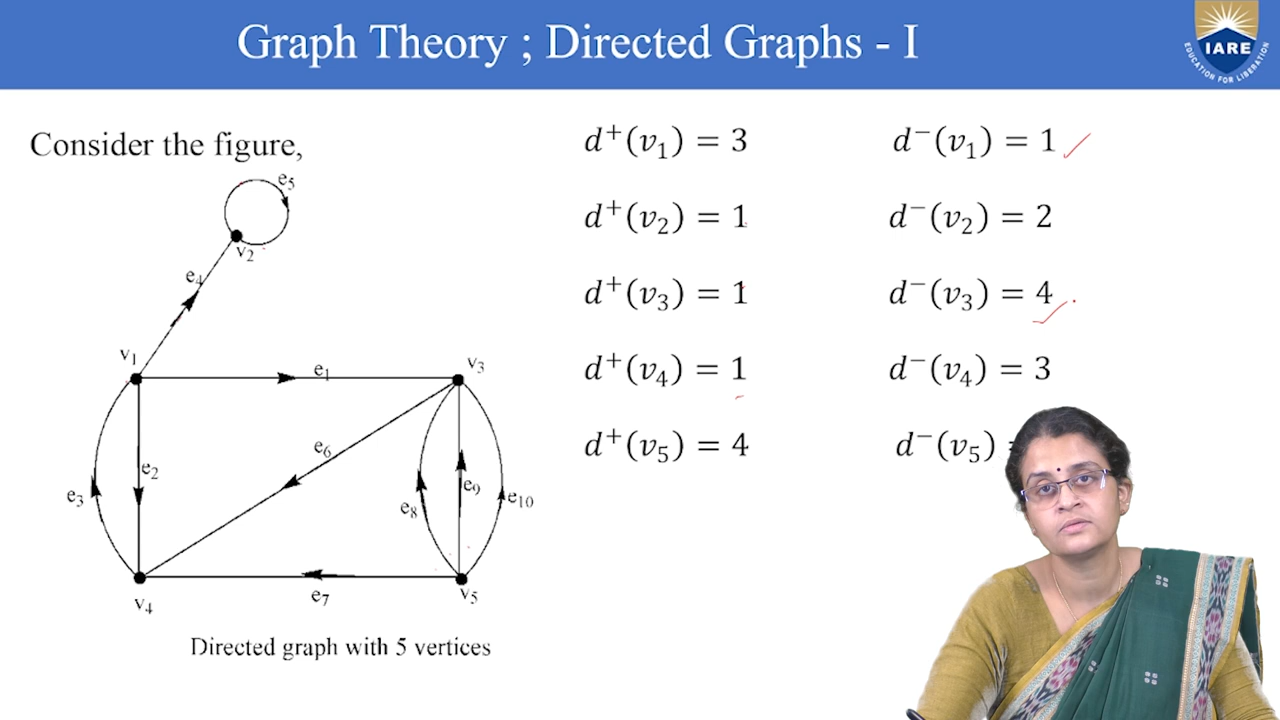 Graph Theory ; Directed Graphs - I
IARE
EDUCATION FOR LIBERATION
Consider the figure,
e₅
v₂
e₄
v₁
e₁
v₃
e₂
e₃
e₆
e₈
e₉
e₁₀
v₄
e₇
v₅
Directed graph with 5 vertices
d⁺(v₁) = 3
d⁻(v₁) = 1
d⁺(v₂) = 1
d⁻(v₂) = 2
d⁺(v₃) = 1
d⁻(v₃) = 4
d⁺(v₄) = 1
d⁻(v₄) = 3
d⁺(v₅) = 4
d⁻(v₅)